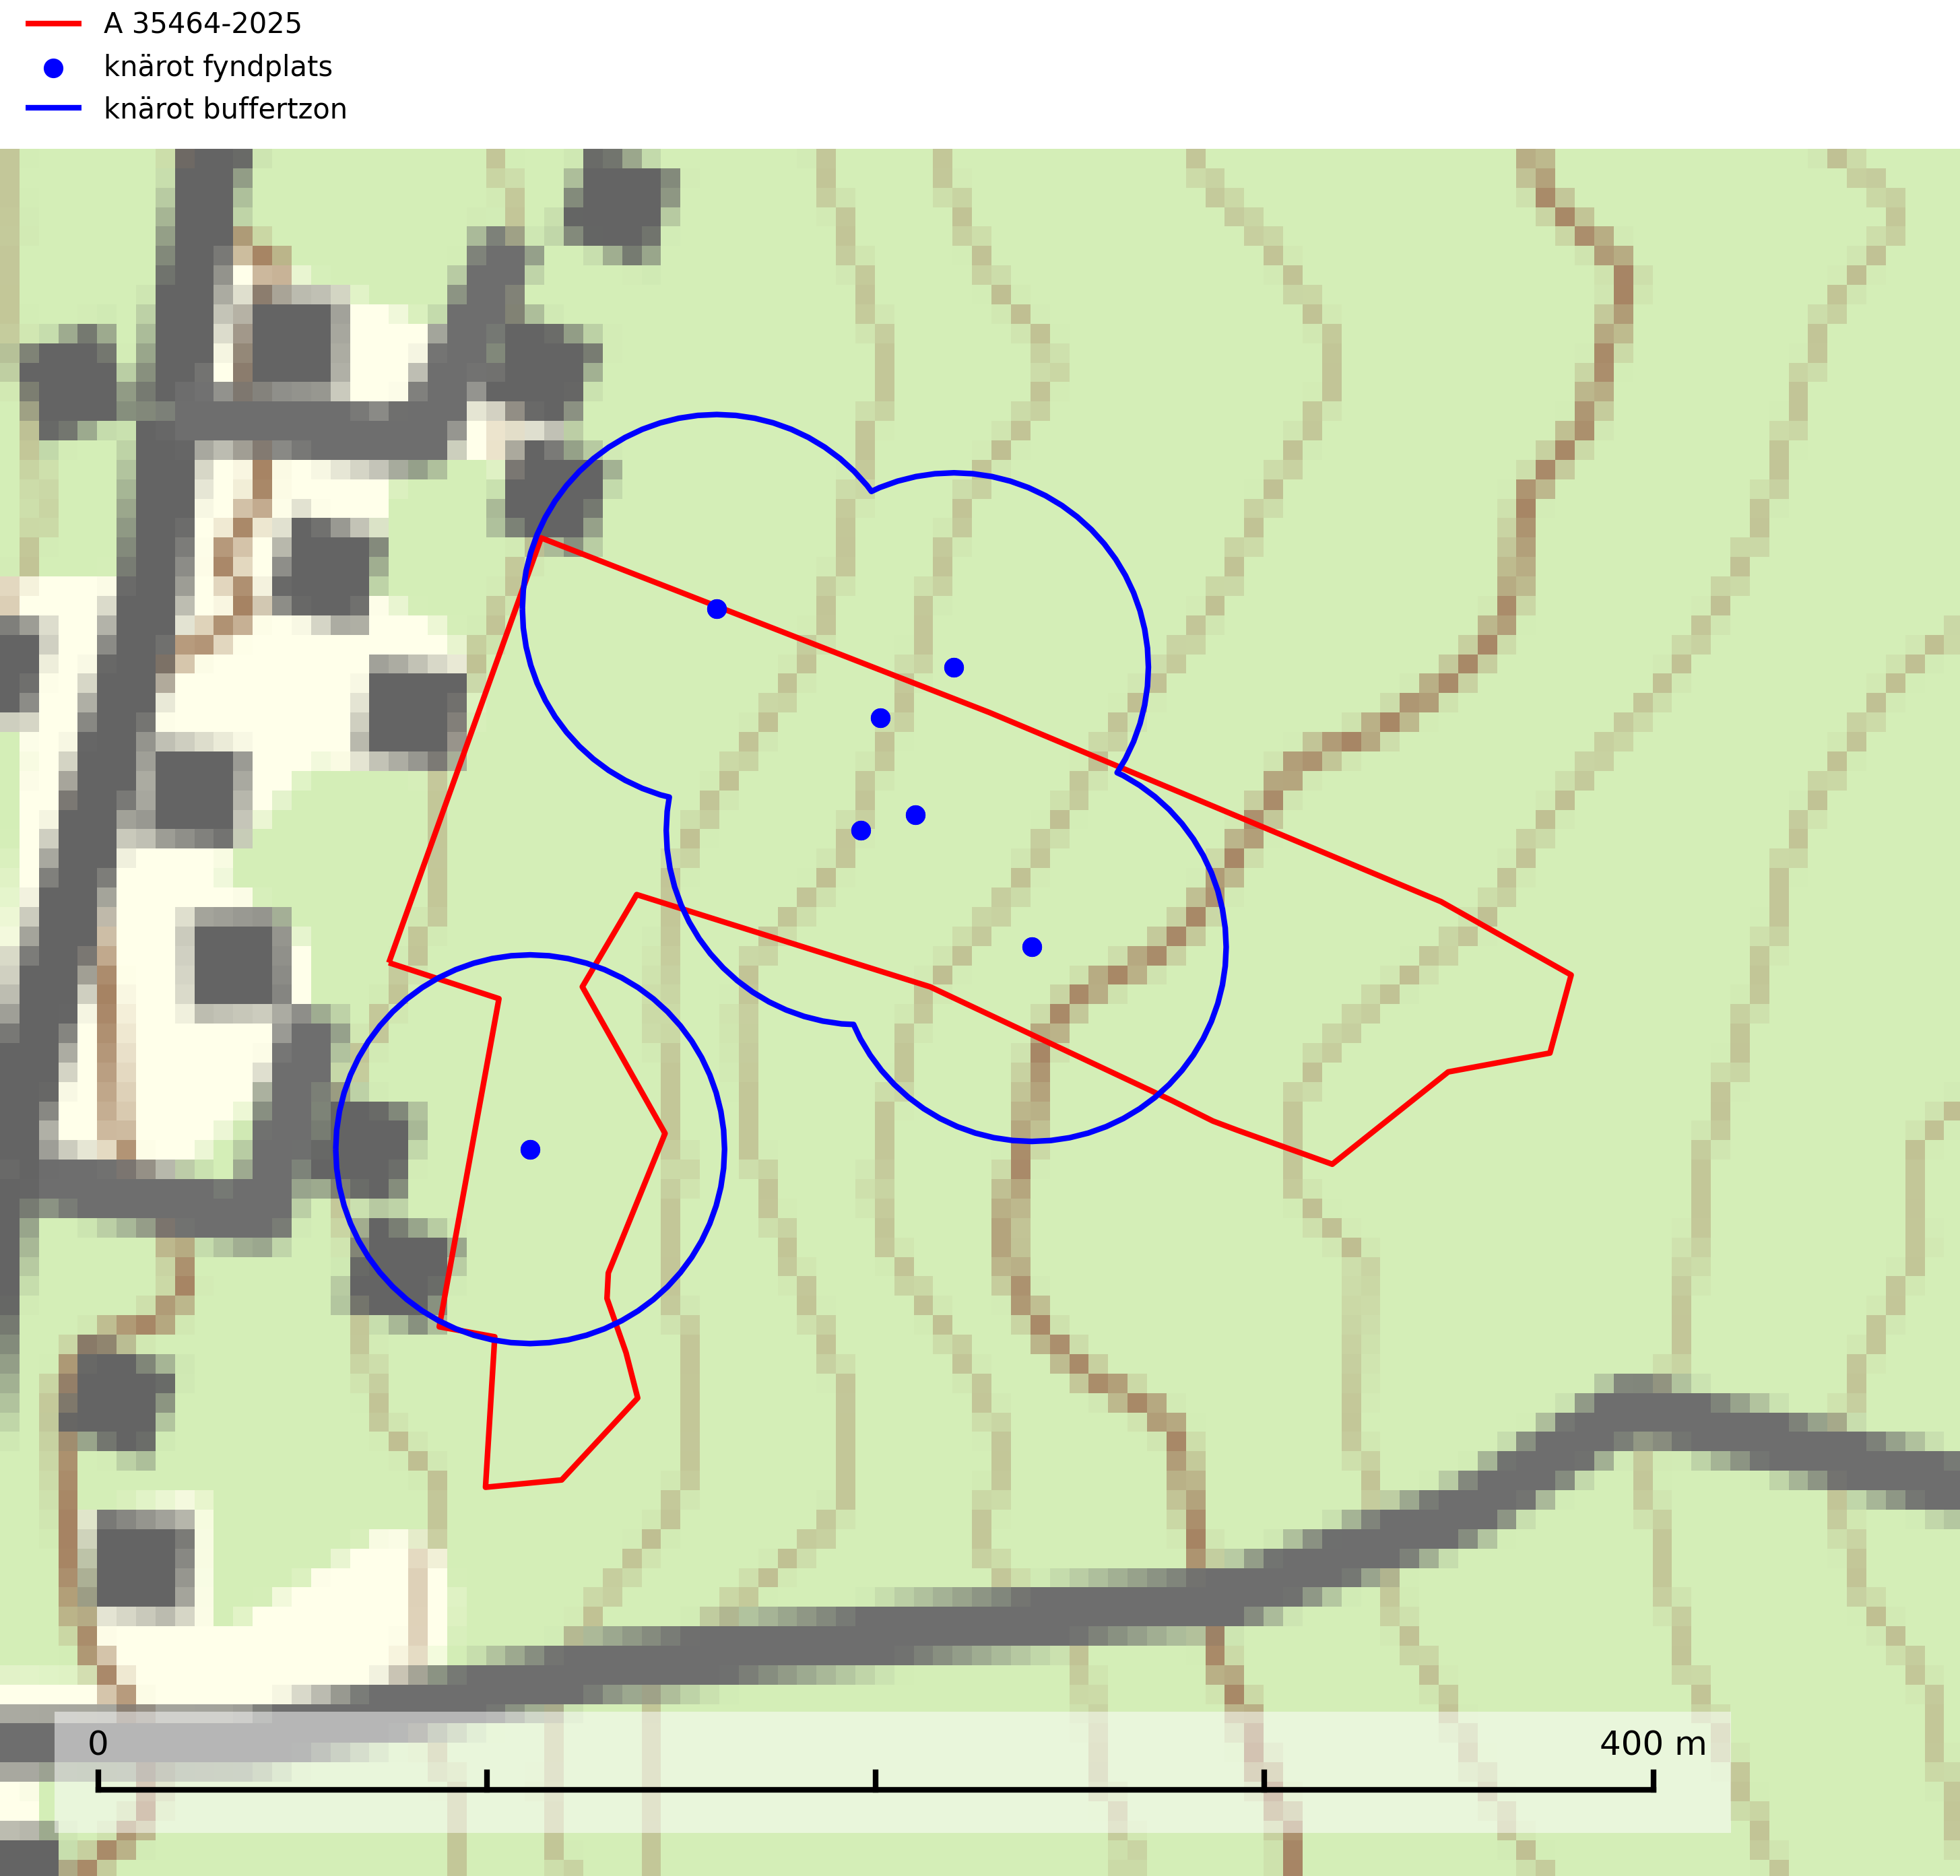 A 35464-2025
knärot fyndplats
knärot buffertzon
0
400 m